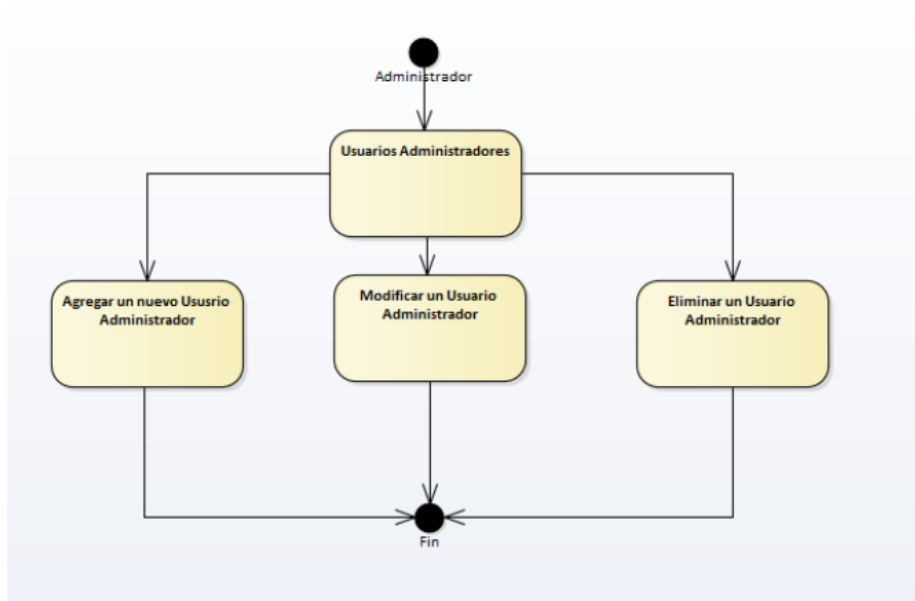 Administrador
Usuarios Administradores
Agregar un nuevo Ususrio
Administrador
Modificar un Usuario
Administrador
Eliminar un Usuario
Administrador
Fin